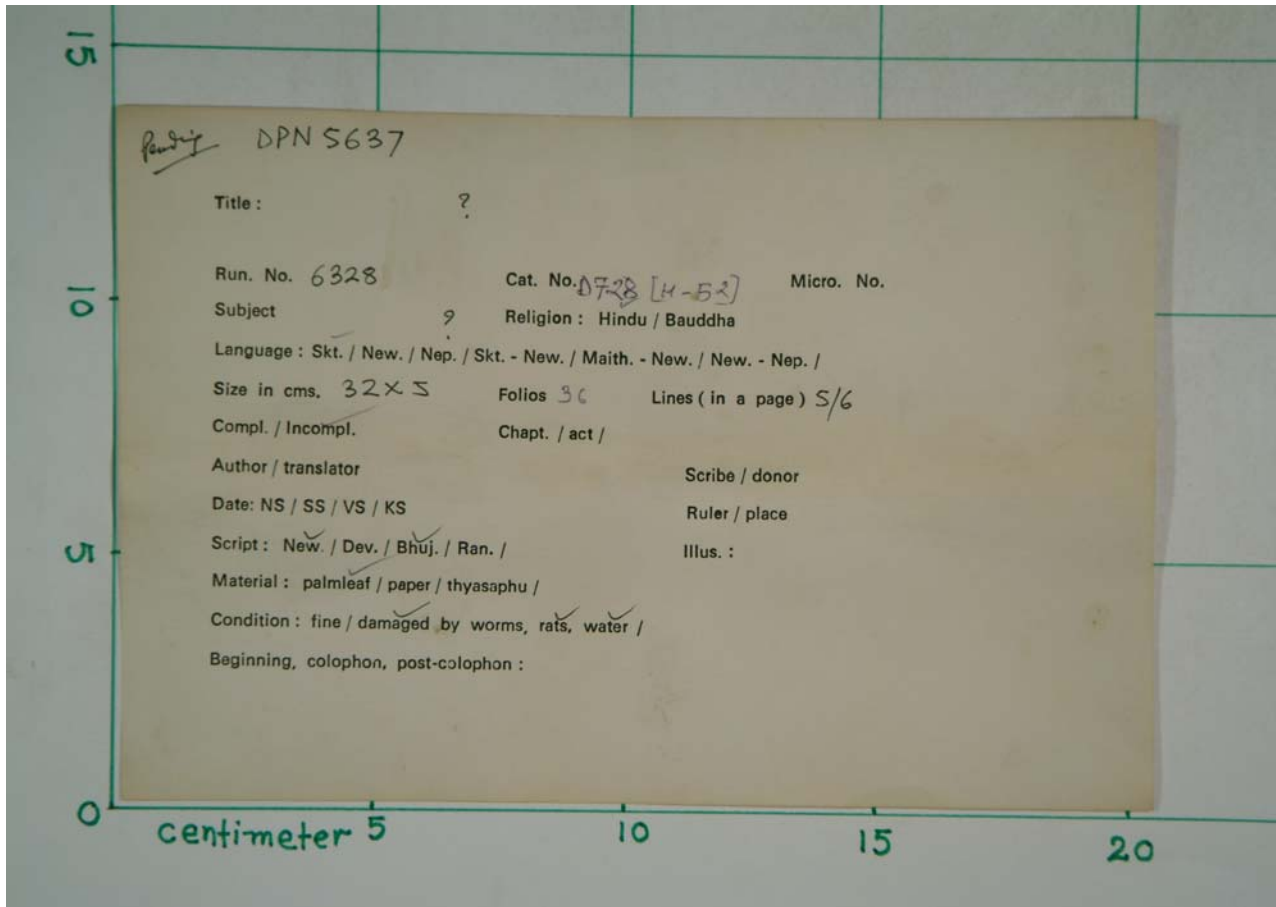 15
Pending DPN 5637
Title : ?
Run. No. 6328 Cat. No. D728 [H-52] Micro. No.
10
Subject ? Religion : Hindu / Bauddha
Language : Skt. / New. / Nep. / Skt. - New. / Maith. - New. / New. - Nep. /
Size in cms. 32 × 5 Folios 36 Lines ( in a page ) 5/6
Compl. / Incompl. Chapt. / act /
Author / translator Scribe / donor
Date: NS / SS / VS / KS Ruler / place
5
Script : New. / Dev. / Bhuj. / Ran. / Illus. :
Material : palmleaf / paper / thyasaphu /
Condition : fine / damaged by worms, rats, water /
Beginning, colophon, post-colophon :
0
centimeter 5 10 15 20